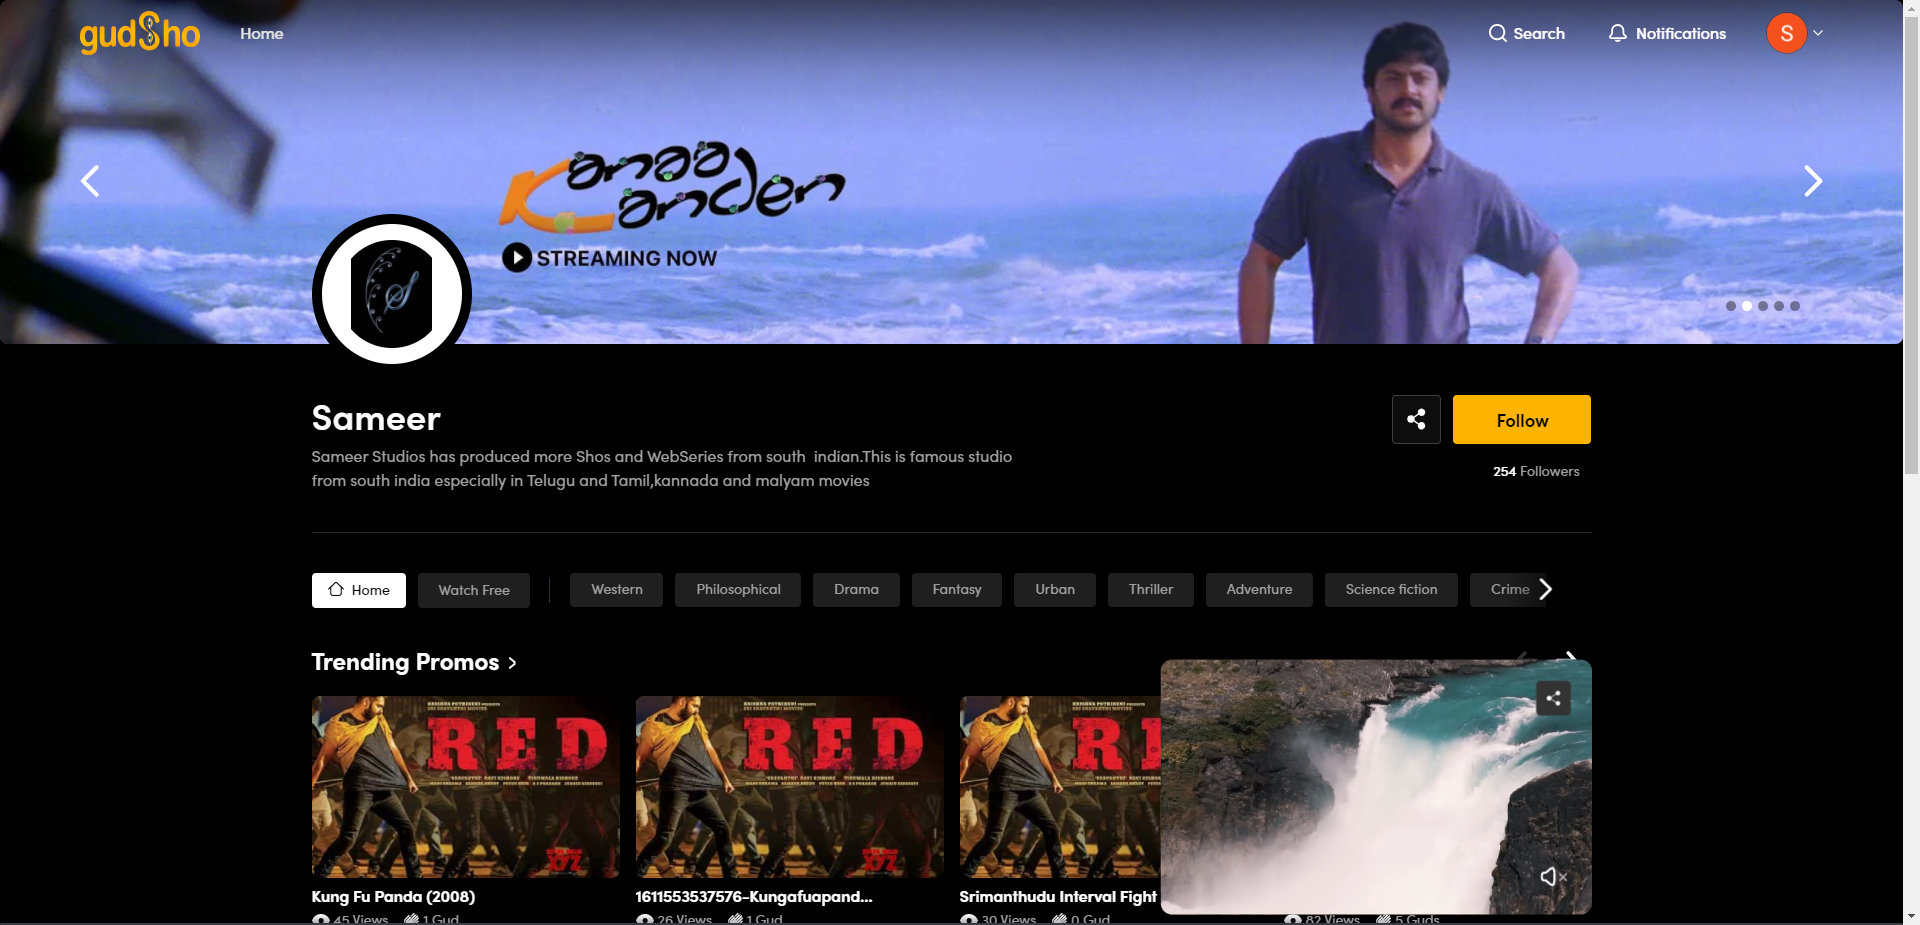 gudSho
Home
Search
Notifications
S
Kanaa Kanden
STREAMING NOW
S
Sameer
Follow
Sameer Studios has produced more Shos and WebSeries from south  indian.This is famous studio
from south india especially in Telugu and Tamil,kannada and malyam movies
254 Followers
Home
Watch Free
Western
Philosophical
Drama
Fantasy
Urban
Thriller
Adventure
Science fiction
Crime
Trending Promos
RED
RED
RE
Kung Fu Panda (2008)
1611553537576-Kungafuapand...
Srimanthudu Interval Fight
45 Views 1 Gud
26 Views 1 Gud
30 Views 0 Gud
82 Views 5 Guds